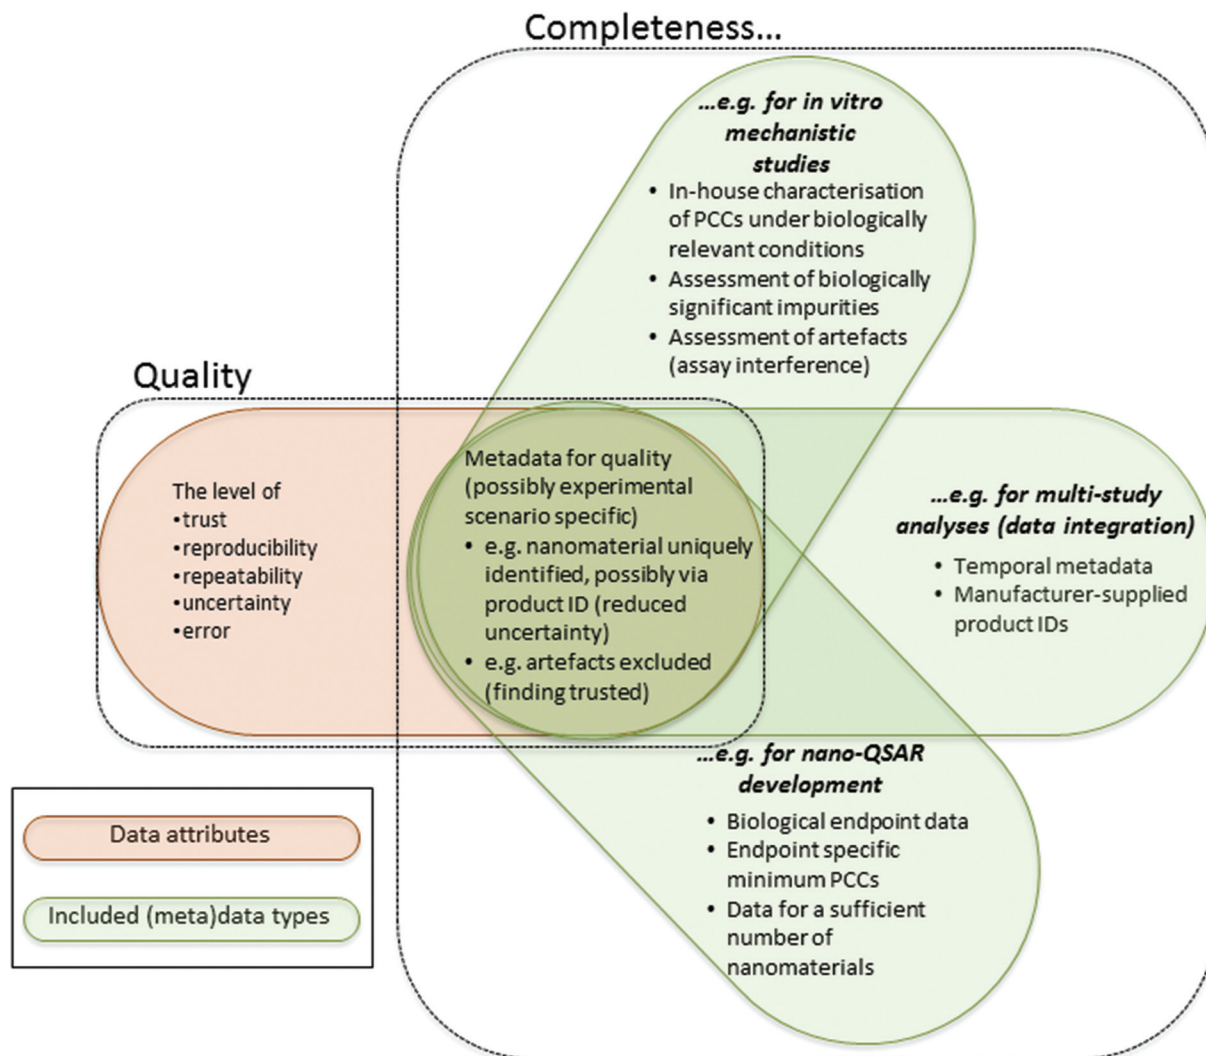 Completeness...
...e.g. for in vitro
mechanistic
studies
• In-house characterisation
of PCCs under biologically
relevant conditions
• Assessment of biologically
significant impurities
• Assessment of artefacts
(assay interference)
Quality
The level of
•trust
•reproducibility
•repeatability
•uncertainty
•error
Metadata for quality
(possibly experimental
scenario specific)
• e.g. nanomaterial uniquely
identified, possibly via
product ID (reduced
uncertainty)
• e.g. artefacts excluded
(finding trusted)
...e.g. for multi-study
analyses (data integration)
• Temporal metadata
• Manufacturer-supplied
product IDs
...e.g. for nano-QSAR
development
• Biological endpoint data
• Endpoint specific
minimum PCCs
• Data for a sufficient
number of
nanomaterials
Data attributes
Included (meta)data types